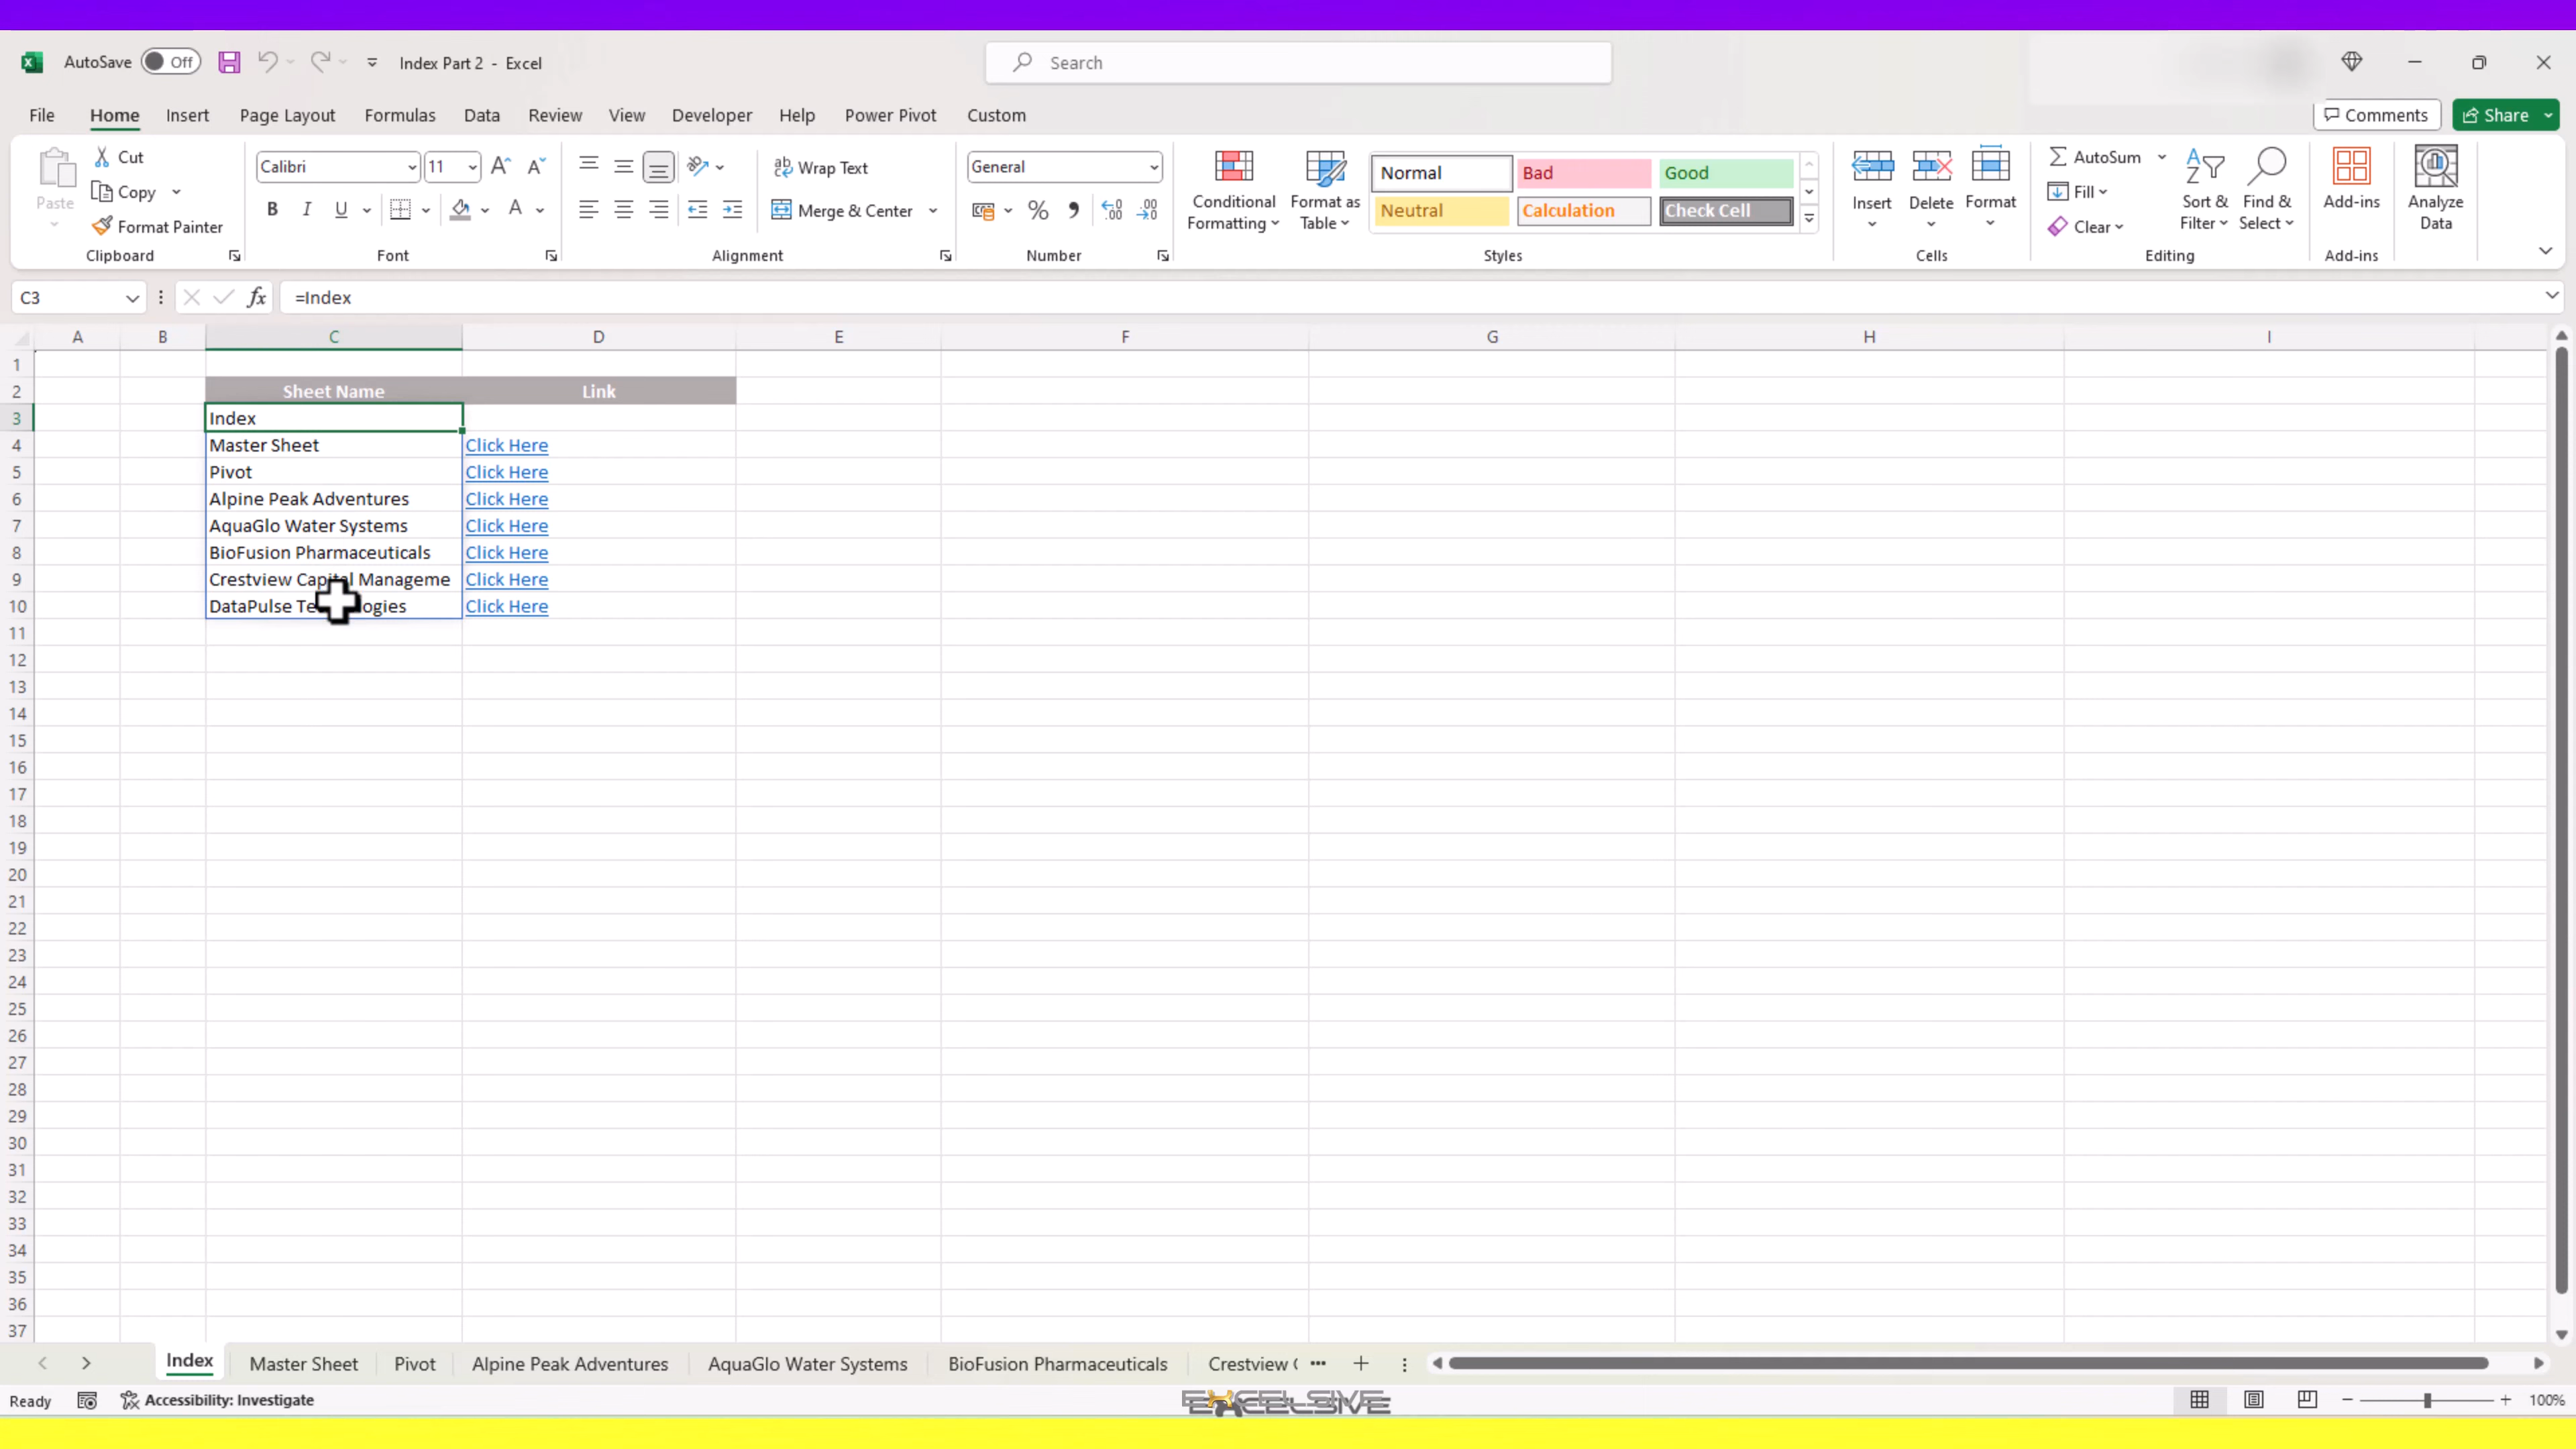 AutoSave Off Index Part 2 - Excel Search
File Home Insert Page Layout Formulas Data Review View Developer Help Power Pivot Custom Comments Share
Paste Cut Copy Format Painter Clipboard
Calibri 11 B I U A Font
Wrap Text Merge & Center Alignment
General % Number
Conditional Formatting Format as Table Normal Bad Good Neutral Calculation Check Cell Styles
Insert Delete Format Cells
AutoSum Fill Clear Sort & Filter Find & Select Editing
Add-ins Add-ins
Analyze Data
C3 fx =Index
A B C D E F G H I
1
2 Sheet Name Link
3 Index
4 Master Sheet Click Here
5 Pivot Click Here
6 Alpine Peak Adventures Click Here
7 AquaGlo Water Systems Click Here
8 BioFusion Pharmaceuticals Click Here
9 Crestview Capital Manageme Click Here
10 DataPulse Te ogies Click Here
11
12
13
14
15
16
17
18
19
20
21
22
23
24
25
26
27
28
29
30
31
32
33
34
35
36
37
Index Master Sheet Pivot Alpine Peak Adventures AquaGlo Water Systems BioFusion Pharmaceuticals Crestview
Ready Accessibility: Investigate EXCELSIVE 100%